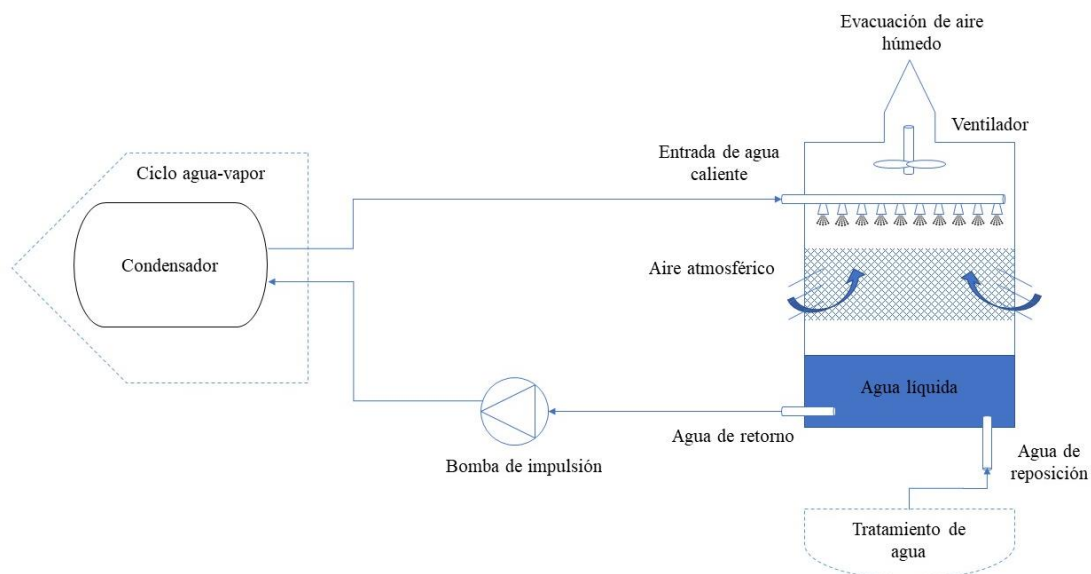 Evacuación de aire
húmedo
Ventilador
Entrada de agua
caliente
Ciclo agua-vapor
Condensador
Aire atmosférico
Agua líquida
Agua de retorno
Bomba de impulsión
Agua de
reposición
Tratamiento de
agua